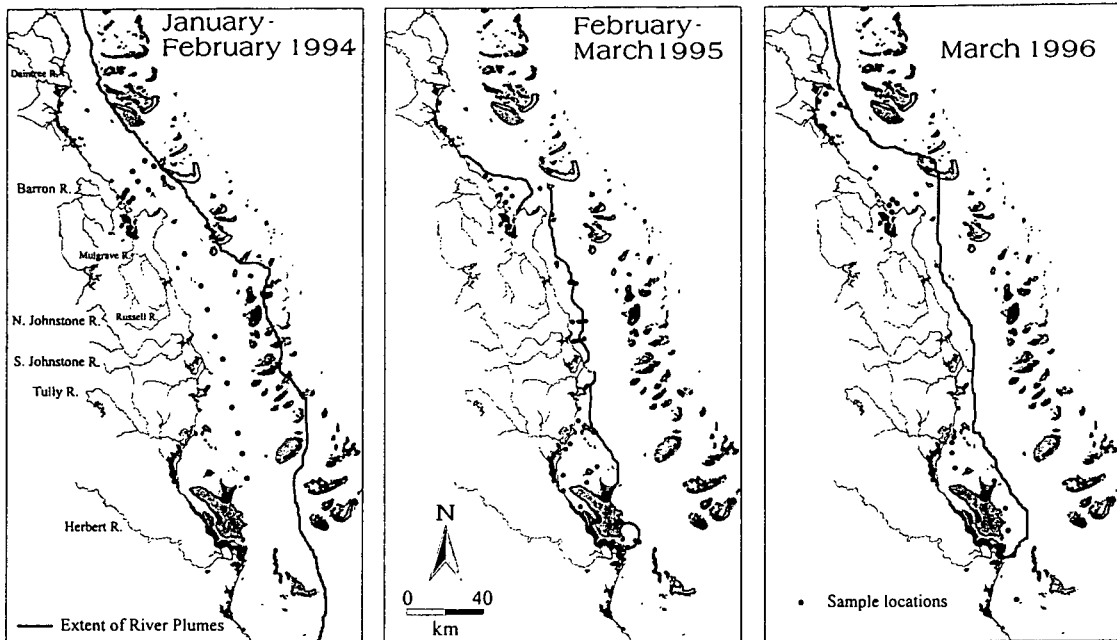 January -
February 1994
Daintree R.
Barron R.
Mulgrave R.
Russell R.
N. Johnstone R.
S. Johnstone R.
Tully R.
Herbert R.
Extent of River Plumes
February-
March 1995
N
0 40
km
March 1996
Sample locations